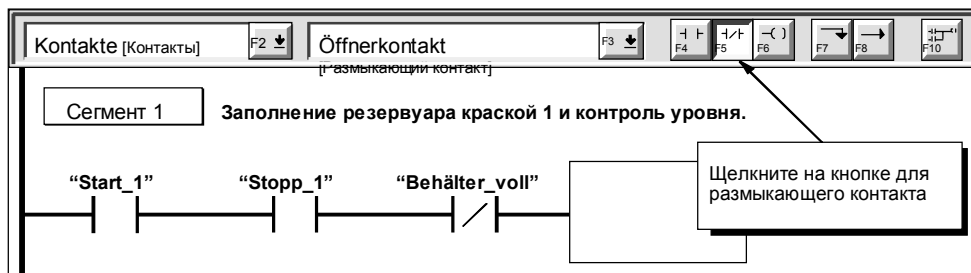 Kontakte [Контакты] F2 Öffnerkontakt F3 F4 F5 F6 F7 F8 F10
[Размыкающий контакт]
Сегмент 1 Заполнение резервуара краской 1 и контроль уровня.
Щелкните на кнопке для
размыкающего контакта
“Start_1” “Stopp_1” “Behälter_voll”